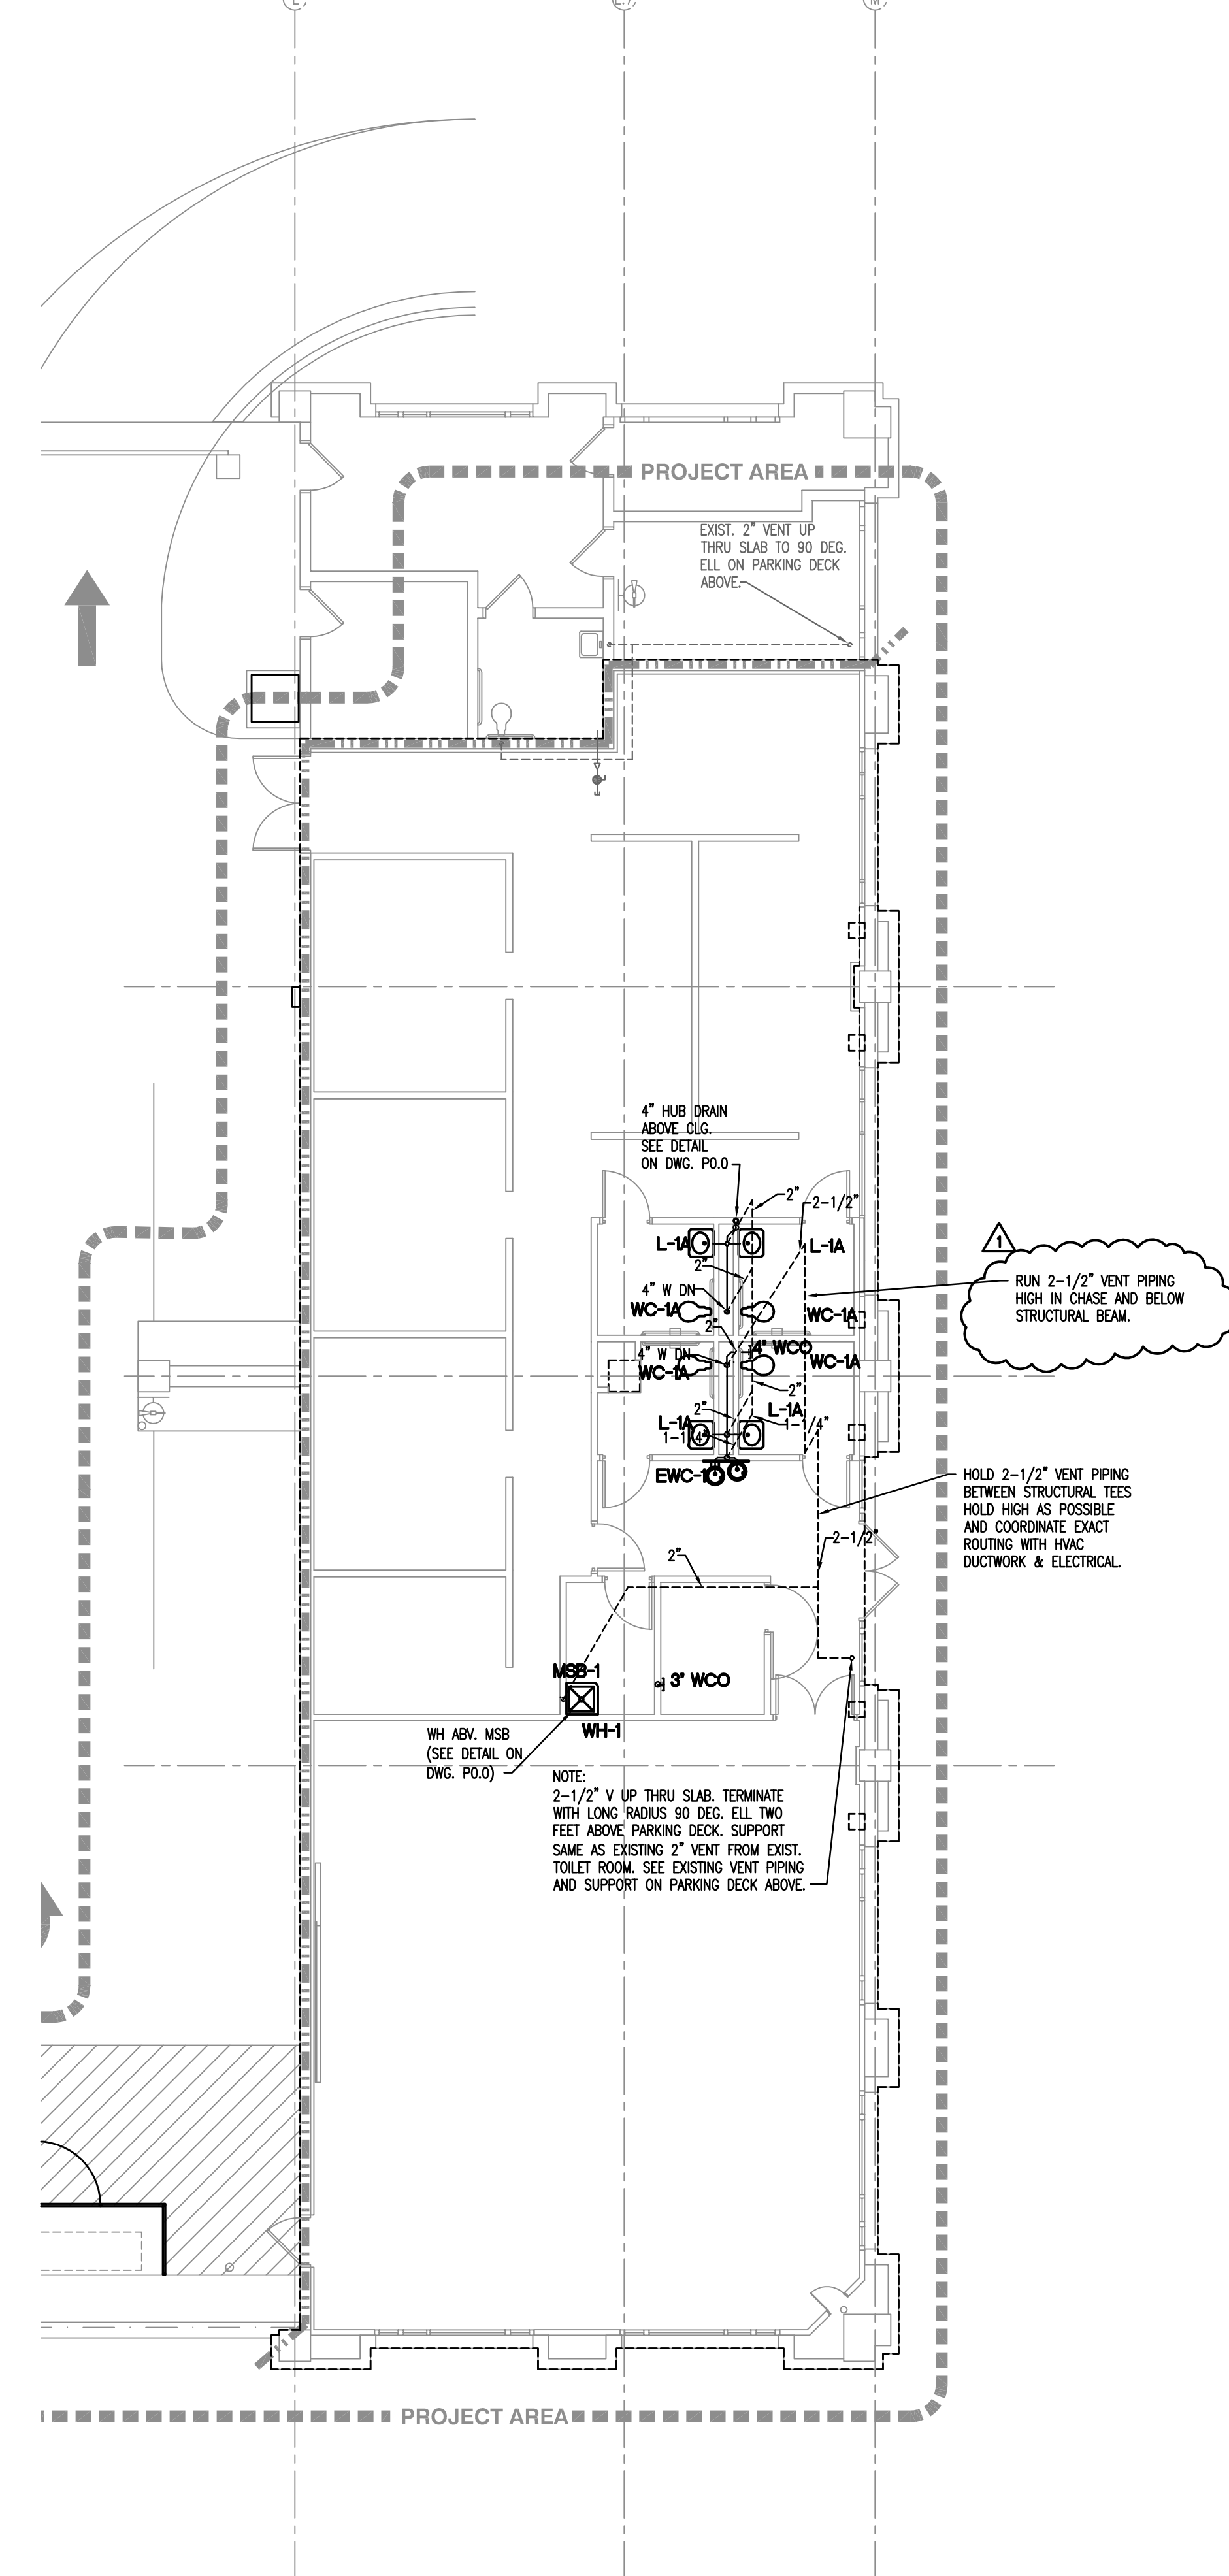 L
L.7
M
PROJECT AREA
EXIST. 2" VENT UP
THRU SLAB TO 90 DEG.
ELL ON PARKING DECK
ABOVE.
4" HUB DRAIN
ABOVE CLG.
SEE DETAIL
ON DWG. P0.0
2"
2-1/2"
L-1A
L-1A
2"
4" W DN
WC-1A
WC-1A
2"
4" WCO
4" W DN
WC-1A
WC-1A
2"
2"
L-1A
L-1A
1-1/4"
1-1/4"
EWC-1
1
RUN 2-1/2" VENT PIPING
HIGH IN CHASE AND BELOW
STRUCTURAL BEAM.
HOLD 2-1/2" VENT PIPING
BETWEEN STRUCTURAL TEES
HOLD HIGH AS POSSIBLE
AND COORDINATE EXACT
ROUTING WITH HVAC
DUCTWORK & ELECTRICAL.
2-1/2"
2"
MSB-1
3" WCO
WH-1
WH ABV. MSB
(SEE DETAIL ON
DWG. P0.0)
NOTE:
2-1/2" V UP THRU SLAB. TERMINATE
WITH LONG RADIUS 90 DEG. ELL TWO
FEET ABOVE PARKING DECK. SUPPORT
SAME AS EXISTING 2" VENT FROM EXIST.
TOILET ROOM. SEE EXISTING VENT PIPING
AND SUPPORT ON PARKING DECK ABOVE.
PROJECT AREA